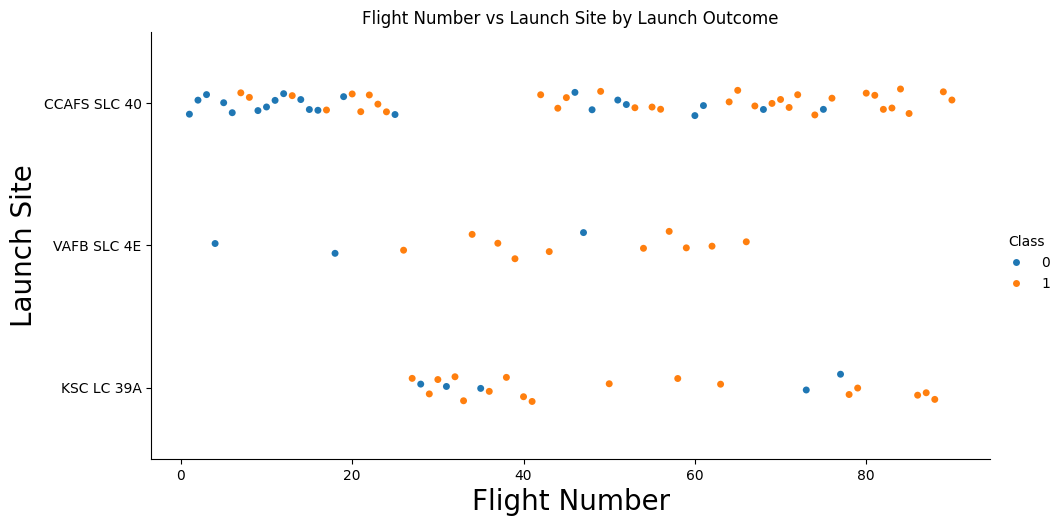 Flight Number vs Launch Site by Launch Outcome
Launch Site
CCAFS SLC 40
VAFB SLC 4E
KSC LC 39A
0 20 40 60 80
Flight Number
Class
0
1